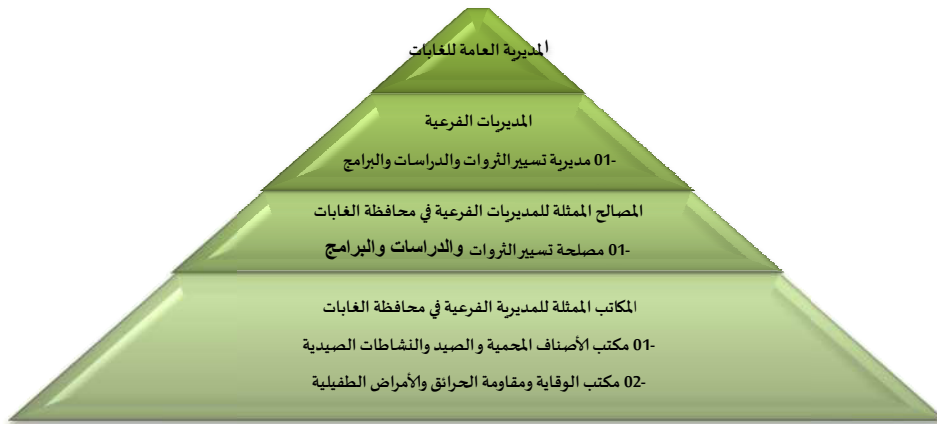 المديرية العامة للغابات
المديريات الفرعية
01- مديرية تسيير الثروات والدراسات والبرامج
المصالح الممثلة للمديريات الفرعية في محافظة الغابات
01- مصلحة تسيير الثروات والدراسات والبرامج
المكاتب الممثلة للمديرية الفرعية في محافظة الغابات
01- مكتب الأصناف المحمية والصيد والنشاطات الصيدية
02- مكتب الوقاية ومقاومة الحرائق والأمراض الطفيلية